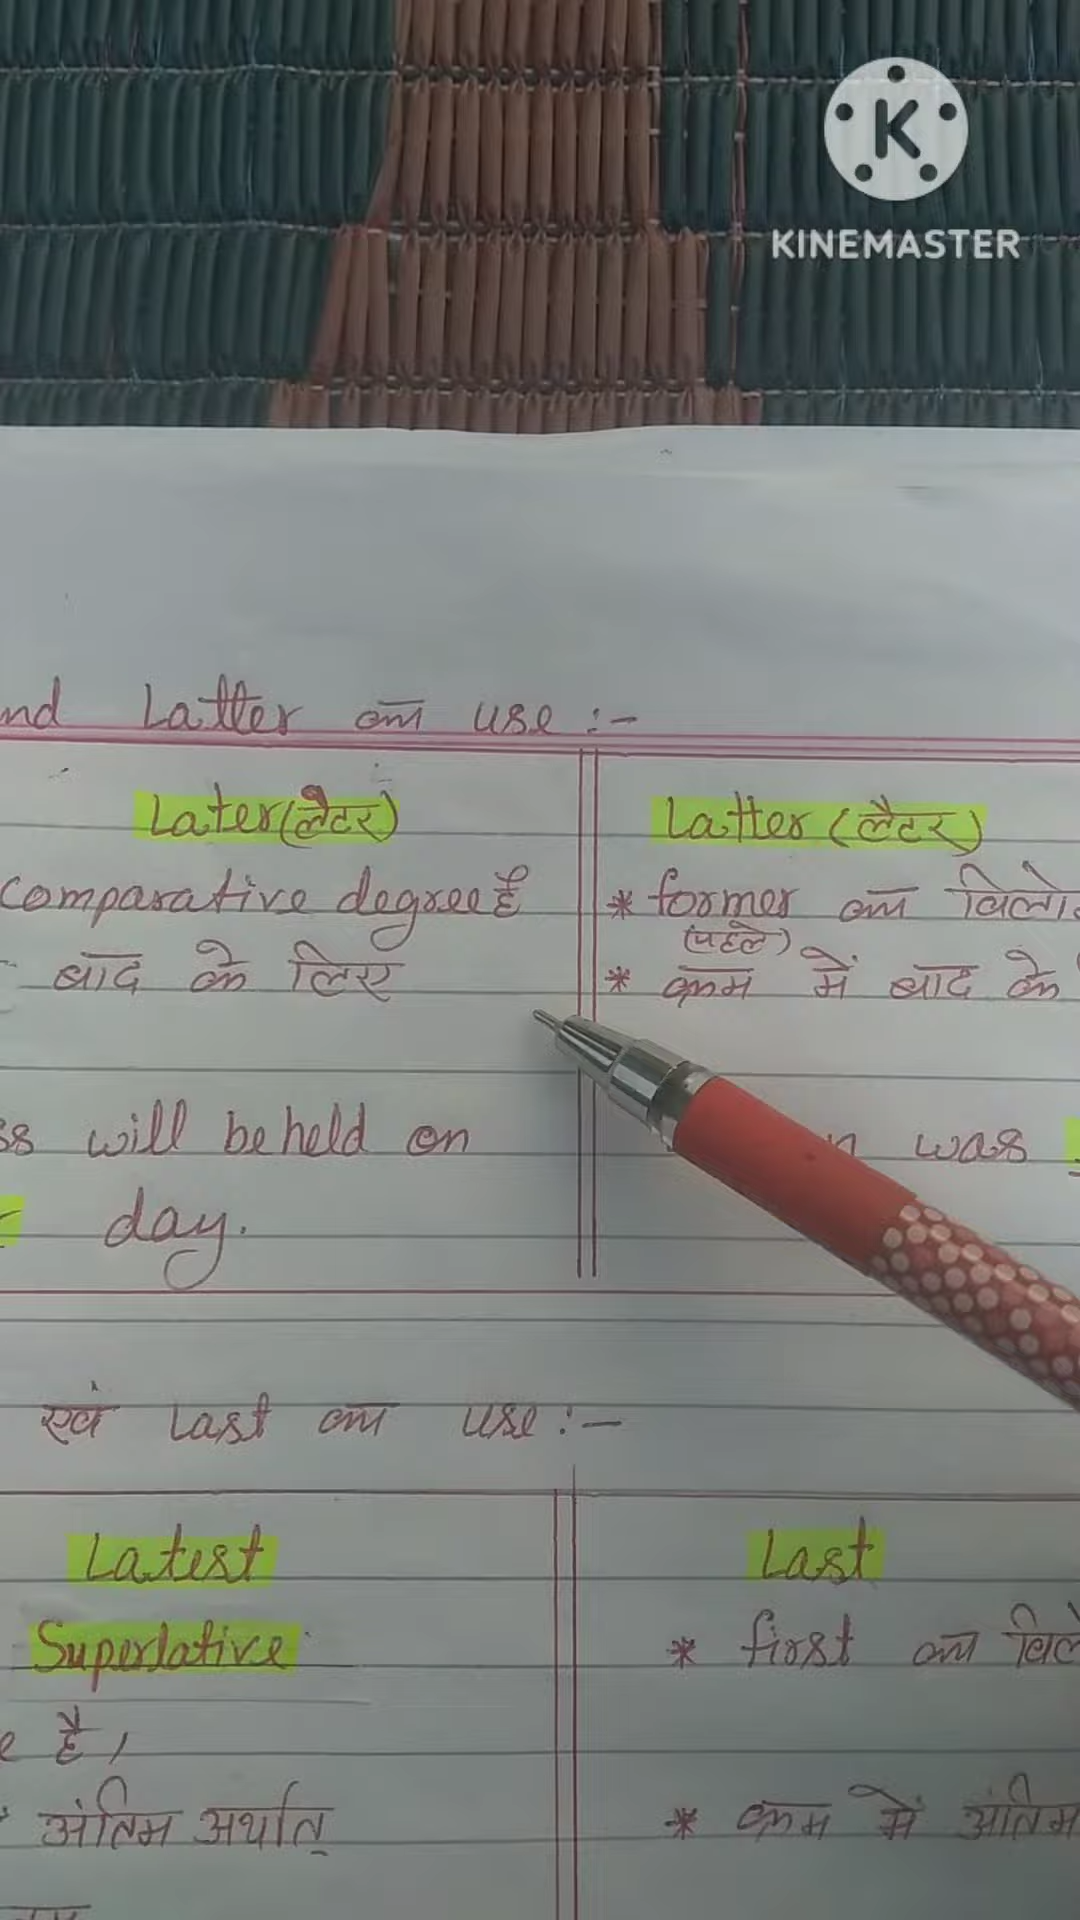 KINEMASTER
nd Latter का use :-
Later (लेटर)
Latter (लैटर)
comparative degree है
* former का विलो
(पहले)
बाद के लिए
* क्रम में बाद के
ss will be held on
was
day.
एवं Last का use :-
Latest
Last
Superlative
* first का विले
e है,
अंतिम अर्थात्
* क्रम में अंतिम